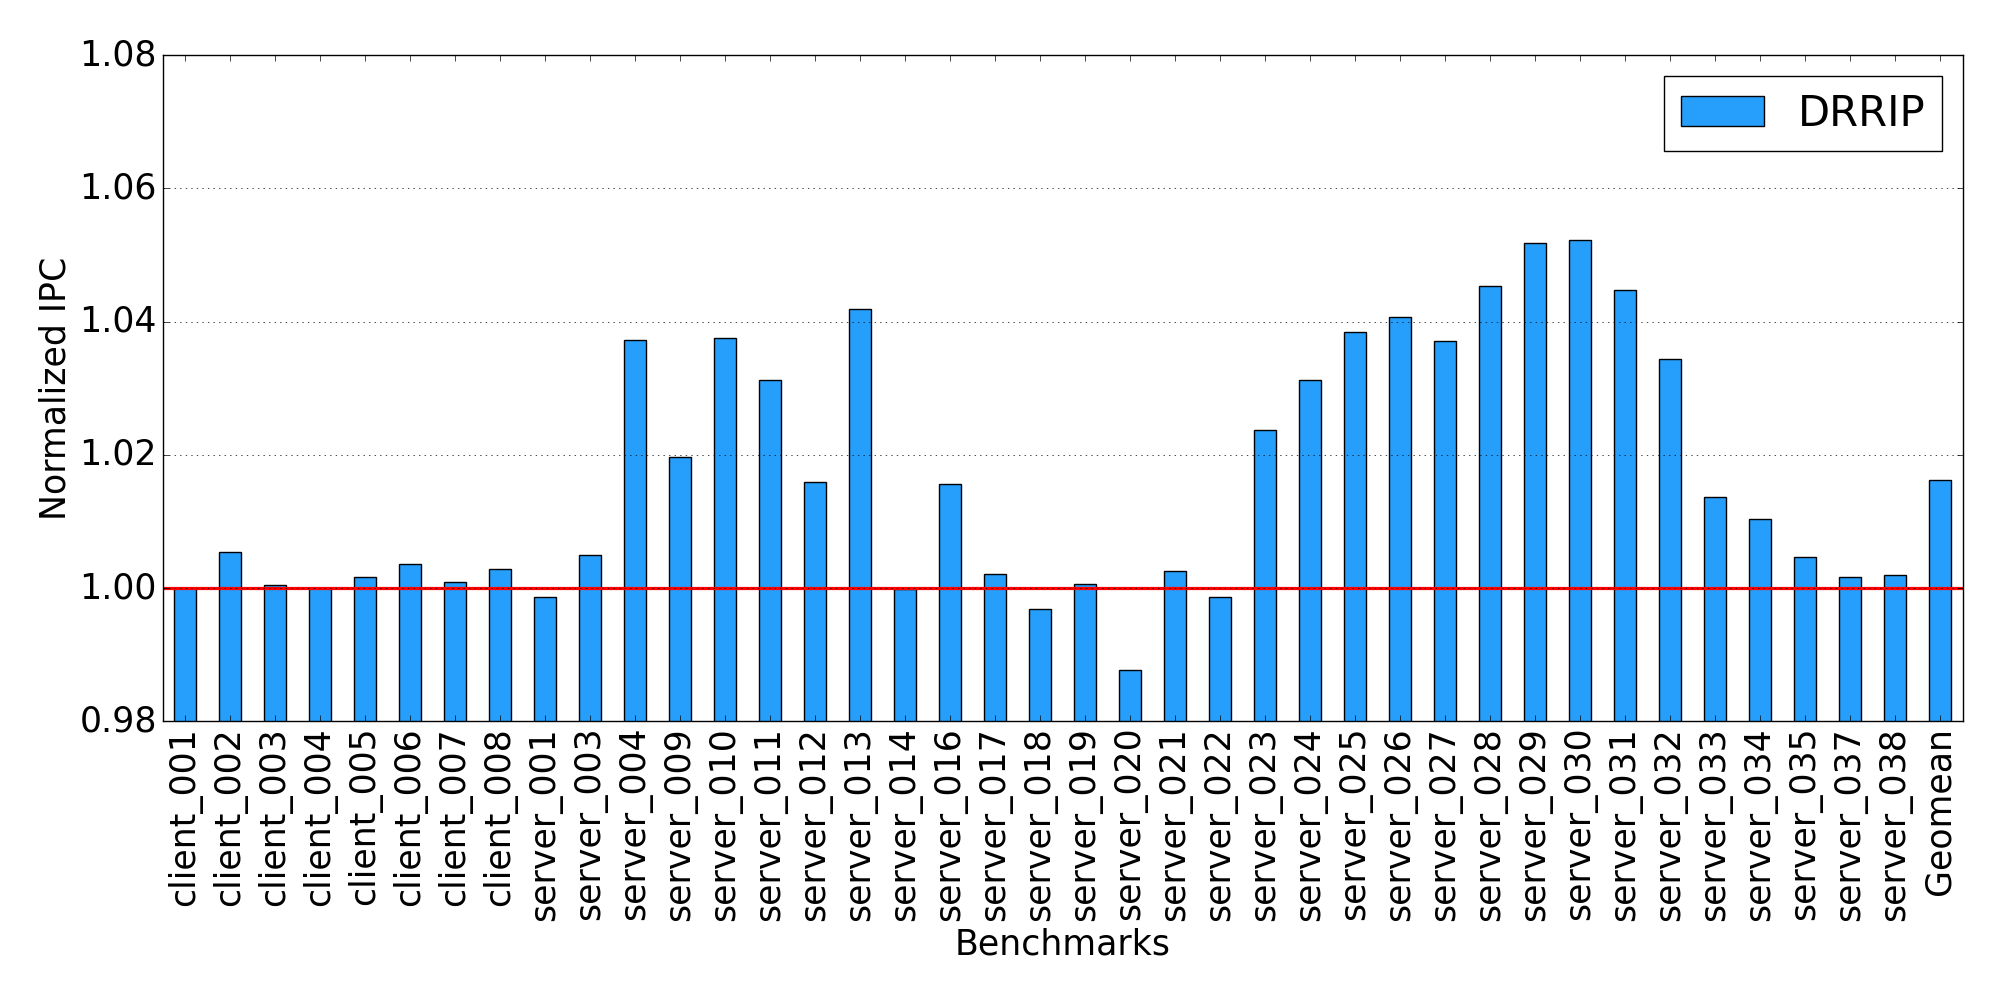 1.08
1.06
1.04
1.02
1.00
0.98
Normalized IPC
DRRIP
client_001
client_002
client_003
client_004
client_005
client_006
client_007
client_008
server_001
server_003
server_004
server_009
server_010
server_011
server_012
server_013
server_014
server_016
server_017
server_018
server_019
server_020
server_021
server_022
server_023
server_024
server_025
server_026
server_027
server_028
server_029
server_030
server_031
server_032
server_033
server_034
server_035
server_037
server_038
Geomean
Benchmarks